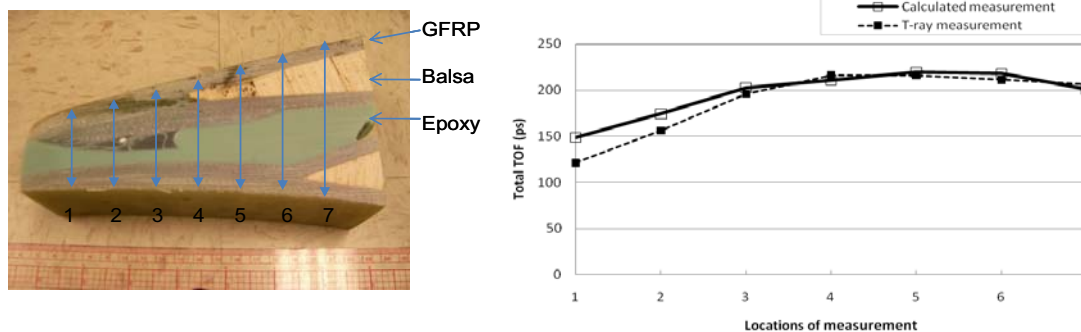 GFRP
Balsa
Epoxy
1 2 3 4 5 6 7
Calculated measurement
T-ray measurement
Total TOF (ps)
250
200
150
100
50
0
1 2 3 4 5 6
Locations of measurement